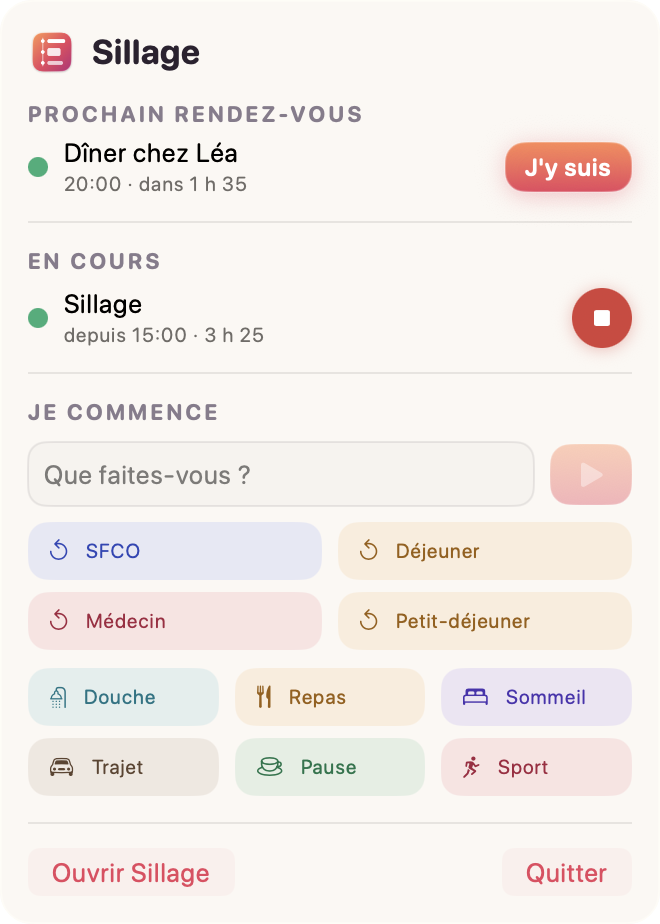 Sillage
PROCHAIN RENDEZ-VOUS
Dîner chez Léa
20:00 · dans 1 h 35
J'y suis
EN COURS
Sillage
depuis 15:00 · 3 h 25
JE COMMENCE
Que faites-vous ?
SFCO
Déjeuner
Médecin
Petit-déjeuner
Douche
Repas
Sommeil
Trajet
Pause
Sport
Ouvrir Sillage
Quitter